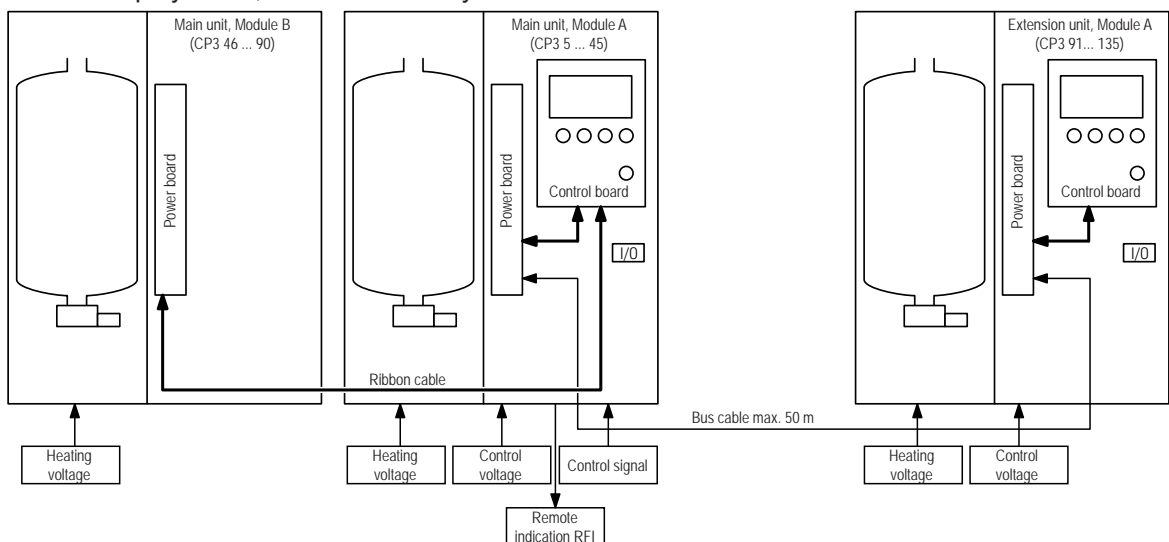 Main unit, Module B
(CP3 46 ... 90)
Power board
Heating
voltage
Main unit, Module A
(CP3 5 ... 45)
Power board
Control board
I/0
Ribbon cable
Heating
voltage
Control
voltage
Control signal
Remote
indication RFI
Bus cable max. 50 m
Extension unit, Module A
(CP3 91... 135)
Power board
Control board
I/0
Heating
voltage
Control
voltage